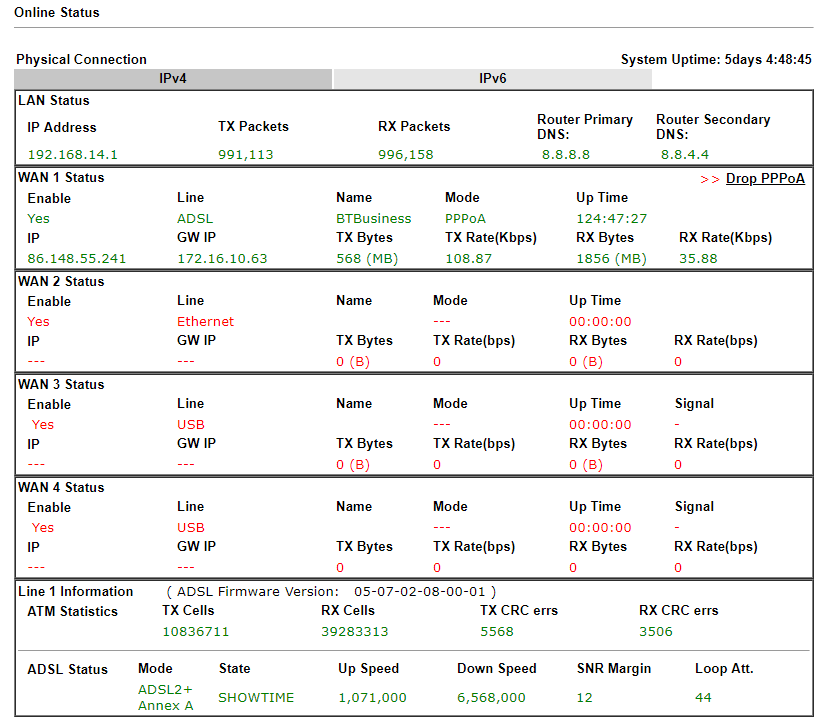 Online Status
Physical Connection System Uptime: 5days 4:48:45
IPv4 IPv6
LAN Status
IP Address TX Packets RX Packets Router Primary DNS: Router Secondary DNS:
192.168.14.1 991,113 996,158 8.8.8.8 8.8.4.4
WAN 1 Status >> Drop PPPoA
Enable Line Name Mode Up Time
Yes ADSL BTBusiness PPPoA 124:47:27
IP GW IP TX Bytes TX Rate(Kbps) RX Bytes RX Rate(Kbps)
86.148.55.241 172.16.10.63 568 (MB) 108.87 1856 (MB) 35.88
WAN 2 Status
Enable Line Name Mode Up Time
Yes Ethernet --- 00:00:00
IP GW IP TX Bytes TX Rate(bps) RX Bytes RX Rate(bps)
--- --- 0 (B) 0 0 (B) 0
WAN 3 Status
Enable Line Name Mode Up Time Signal
Yes USB --- 00:00:00 -
IP GW IP TX Bytes TX Rate(bps) RX Bytes RX Rate(bps)
--- --- 0 (B) 0 0 (B) 0
WAN 4 Status
Enable Line Name Mode Up Time Signal
Yes USB --- 00:00:00 -
IP GW IP TX Bytes TX Rate(bps) RX Bytes RX Rate(bps)
--- --- 0 0 0 0
Line 1 Information ( ADSL Firmware Version: 05-07-02-08-00-01 )
ATM Statistics TX Cells RX Cells TX CRC errs RX CRC errs
10836711 39283313 5568 3506
ADSL Status Mode State Up Speed Down Speed SNR Margin Loop Att.
ADSL2+ Annex A SHOWTIME 1,071,000 6,568,000 12 44